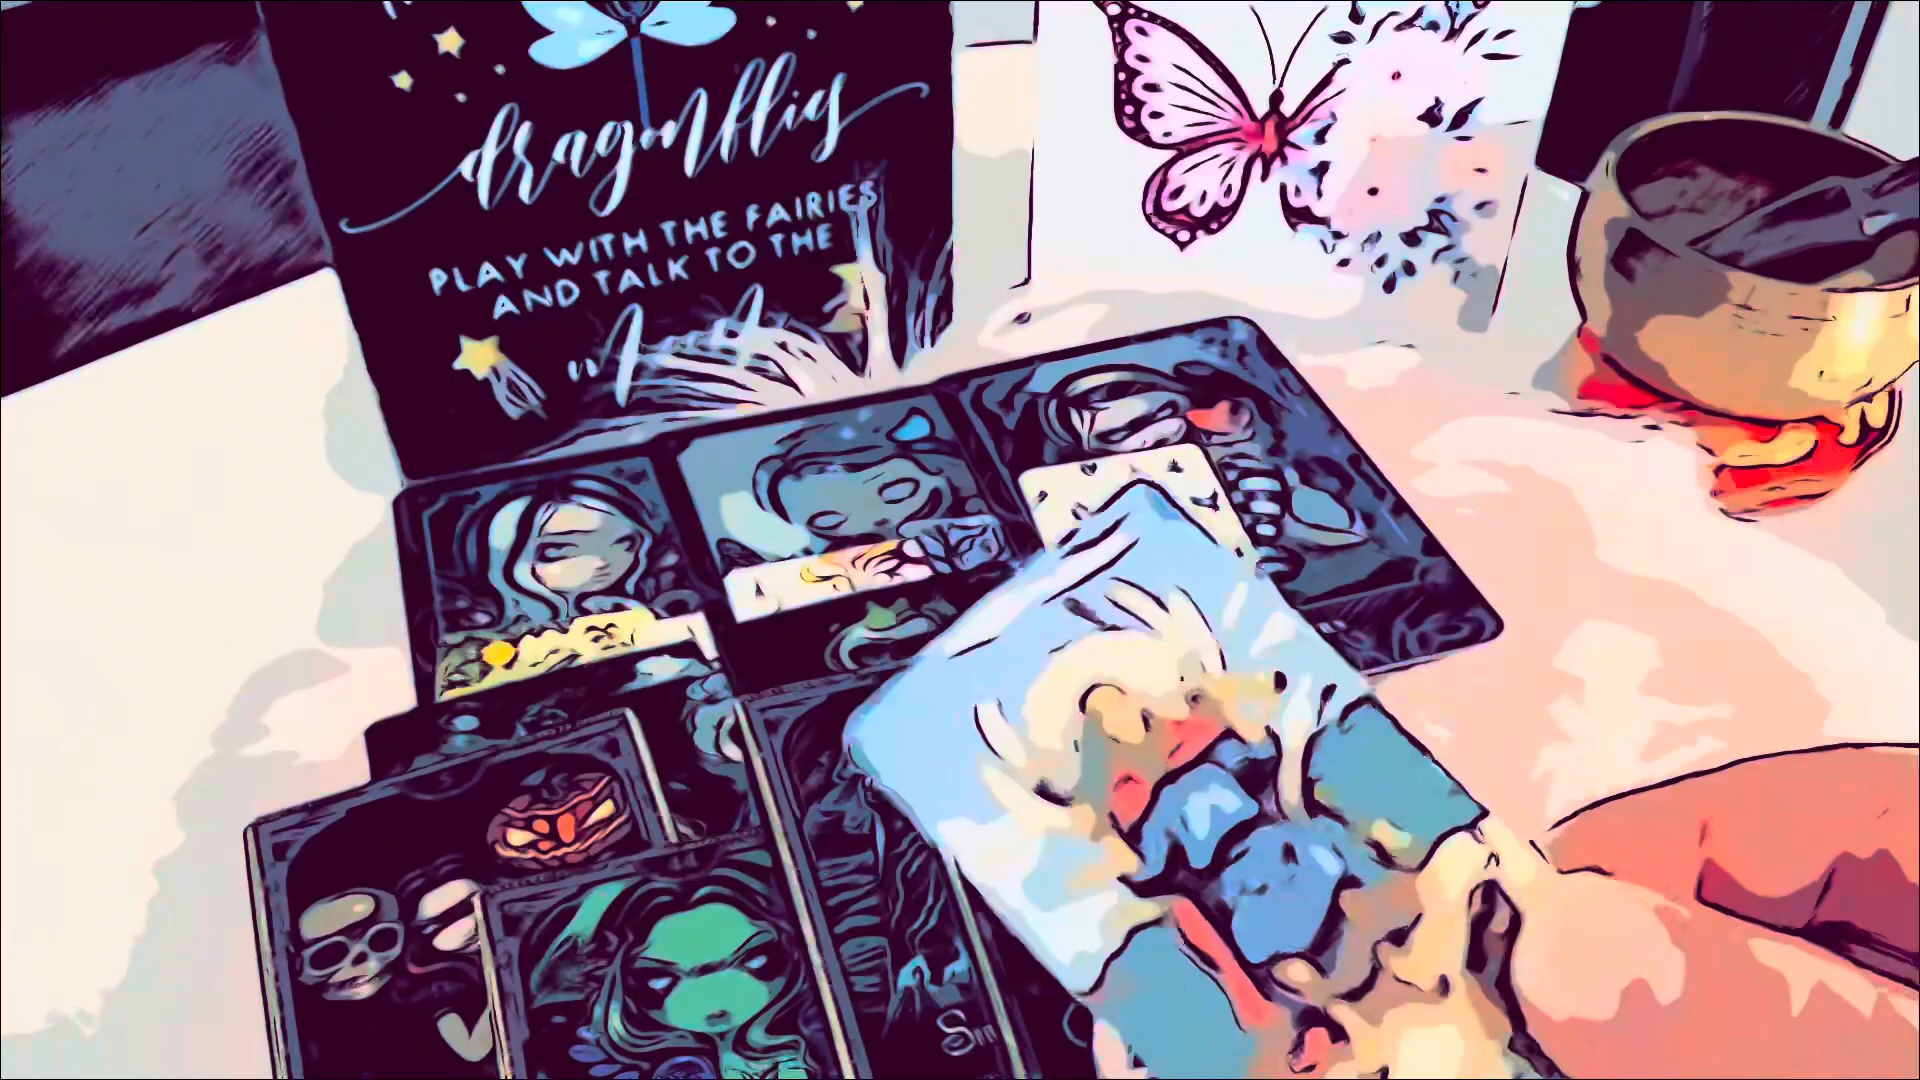 dragonflies
PLAY WITH THE FAIRIES
AND TALK TO THE